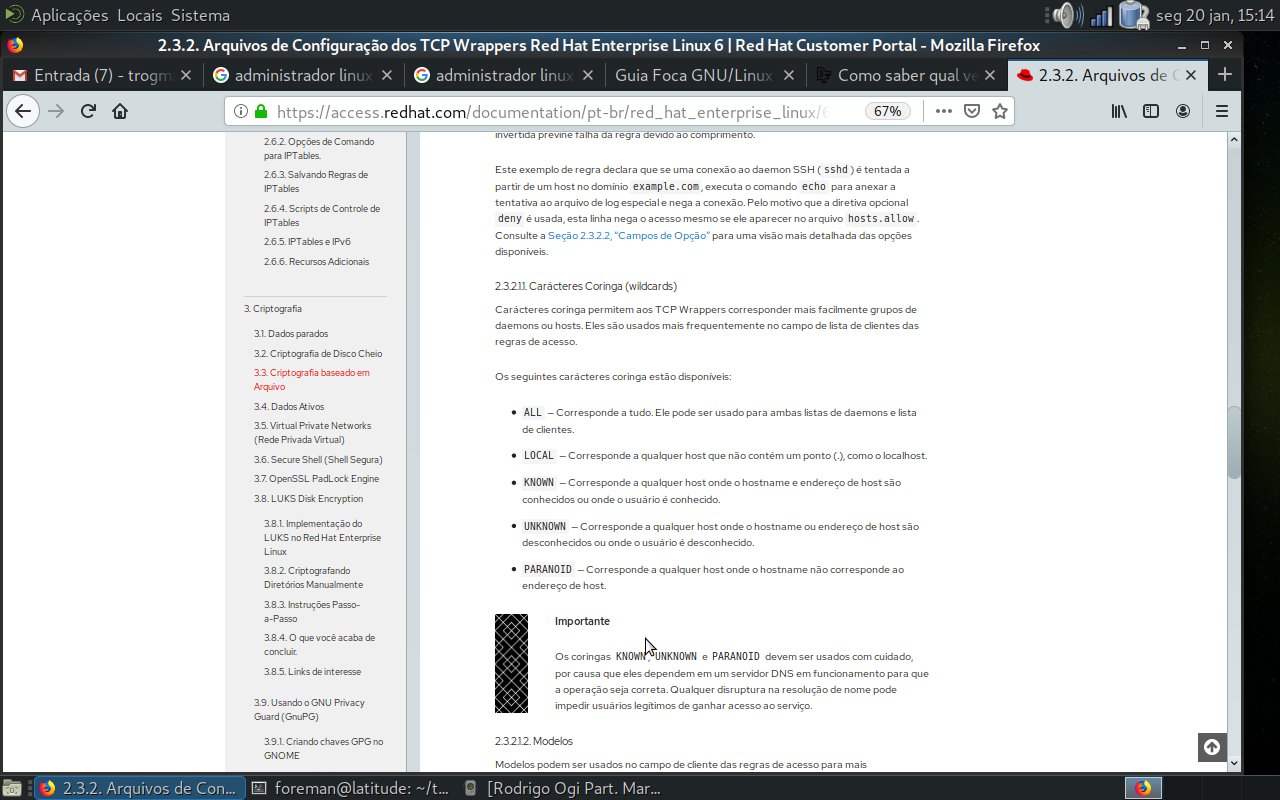 Aplicações Locais Sistema
seg 20 jan, 15:14
2.3.2. Arquivos de Configuração dos TCP Wrappers Red Hat Enterprise Linux 6 | Red Hat Customer Portal - Mozilla Firefox
Entrada (7) - trogm
administrador linux
administrador linux
Guia Foca GNU/Linux
Como saber qual ve
2.3.2. Arquivos de C
https://access.redhat.com/documentation/pt-br/red_hat_enterprise_linux/6
67%
2.6.2. Opções de Comando
para IPTables.
2.6.3. Salvando Regras de
IPTables
2.6.4. Scripts de Controle de
IPTables
2.6.5. IPTables e IPv6
2.6.6. Recursos Adicionais
3. Criptografia
3.1. Dados parados
3.2. Criptografia de Disco Cheio
3.3. Criptografia baseado em
Arquivo
3.4. Dados Ativos
3.5. Virtual Private Networks
(Rede Privada Virtual)
3.6. Secure Shell (Shell Segura)
3.7. OpenSSL PadLock Engine
3.8. LUKS Disk Encryption
3.8.1. Implementação do
LUKS no Red Hat Enterprise
Linux
3.8.2. Criptografando
Diretórios Manualmente
3.8.3. Instruções Passo-
a-Passo
3.8.4. O que você acaba de
concluir.
3.8.5. Links de interesse
3.9. Usando o GNU Privacy
Guard (GnuPG)
3.9.1. Criando chaves GPG no
GNOME
invertida previne falha da regra devido ao comprimento.
Este exemplo de regra declara que se uma conexão ao daemon SSH ( sshd ) é tentada a
partir de um host no domínio example.com, executa o comando echo para anexar a
tentativa ao arquivo de log especial e nega a conexão. Pelo motivo que a diretiva opcional
deny é usada, esta linha nega o acesso mesmo se ele aparecer no arquivo hosts.allow.
Consulte a Seção 2.3.2.2, "Campos de Opção" para uma visão mais detalhada das opções
disponíveis.
2.3.2.1.1. Carácteres Coringa (wildcards)
Carácteres coringa permitem aos TCP Wrappers corresponder mais facilmente grupos de
daemons ou hosts. Eles são usados mais frequentemente no campo de lista de clientes das
regras de acesso.
Os seguintes carácteres coringa estão disponíveis:
• ALL — Corresponde a tudo. Ele pode ser usado para ambas listas de daemons e lista
de clientes.
• LOCAL — Corresponde a qualquer host que não contém um ponto (.), como o localhost.
• KNOWN — Corresponde a qualquer host onde o hostname e endereço de host são
conhecidos ou onde o usuário é conhecido.
• UNKNOWN — Corresponde a qualquer host onde o hostname ou endereço de host são
desconhecidos ou onde o usuário é desconhecido.
• PARANOID — Corresponde a qualquer host onde o hostname não corresponde ao
endereço de host.
Importante
Os coringas KNOWN, UNKNOWN e PARANOID devem ser usados com cuidado,
por causa que eles dependem em um servidor DNS em funcionamento para que
a operação seja correta. Qualquer disruptura na resolução de nome pode
impedir usuários legítimos de ganhar acesso ao serviço.
2.3.2.1.2. Modelos
Modelos podem ser usados no campo de cliente das regras de acesso para mais
2.3.2. Arquivos de Con...
foreman@latitude: ~/t...
[Rodrigo Ogi Part. Mar...